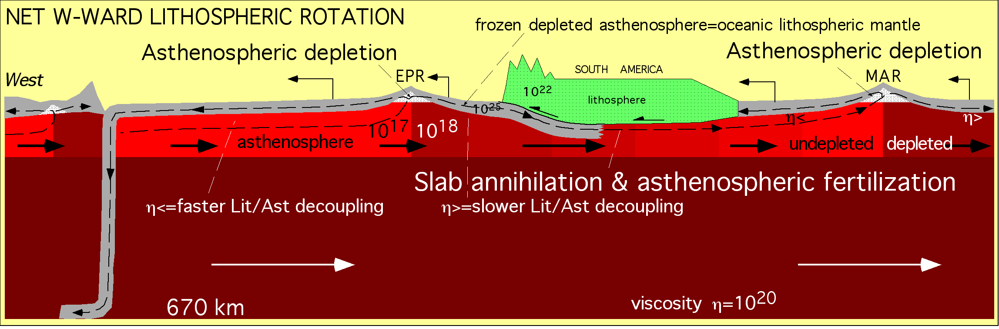 NET W-WARD LITHOSPHERIC ROTATION
frozen depleted asthenosphere=oceanic lithospheric mantle
Asthenospheric depletion
Asthenospheric depletion
West
EPR
SOUTH AMERICA
MAR
10²²
lithosphere
10²⁵
η<
η>
10¹⁷
10¹⁸
asthenosphere
undepleted
depleted
Slab annihilation & asthenospheric fertilization
η<=faster Lit/Ast decoupling
η>=slower Lit/Ast decoupling
670 km
viscosity η=10²⁰